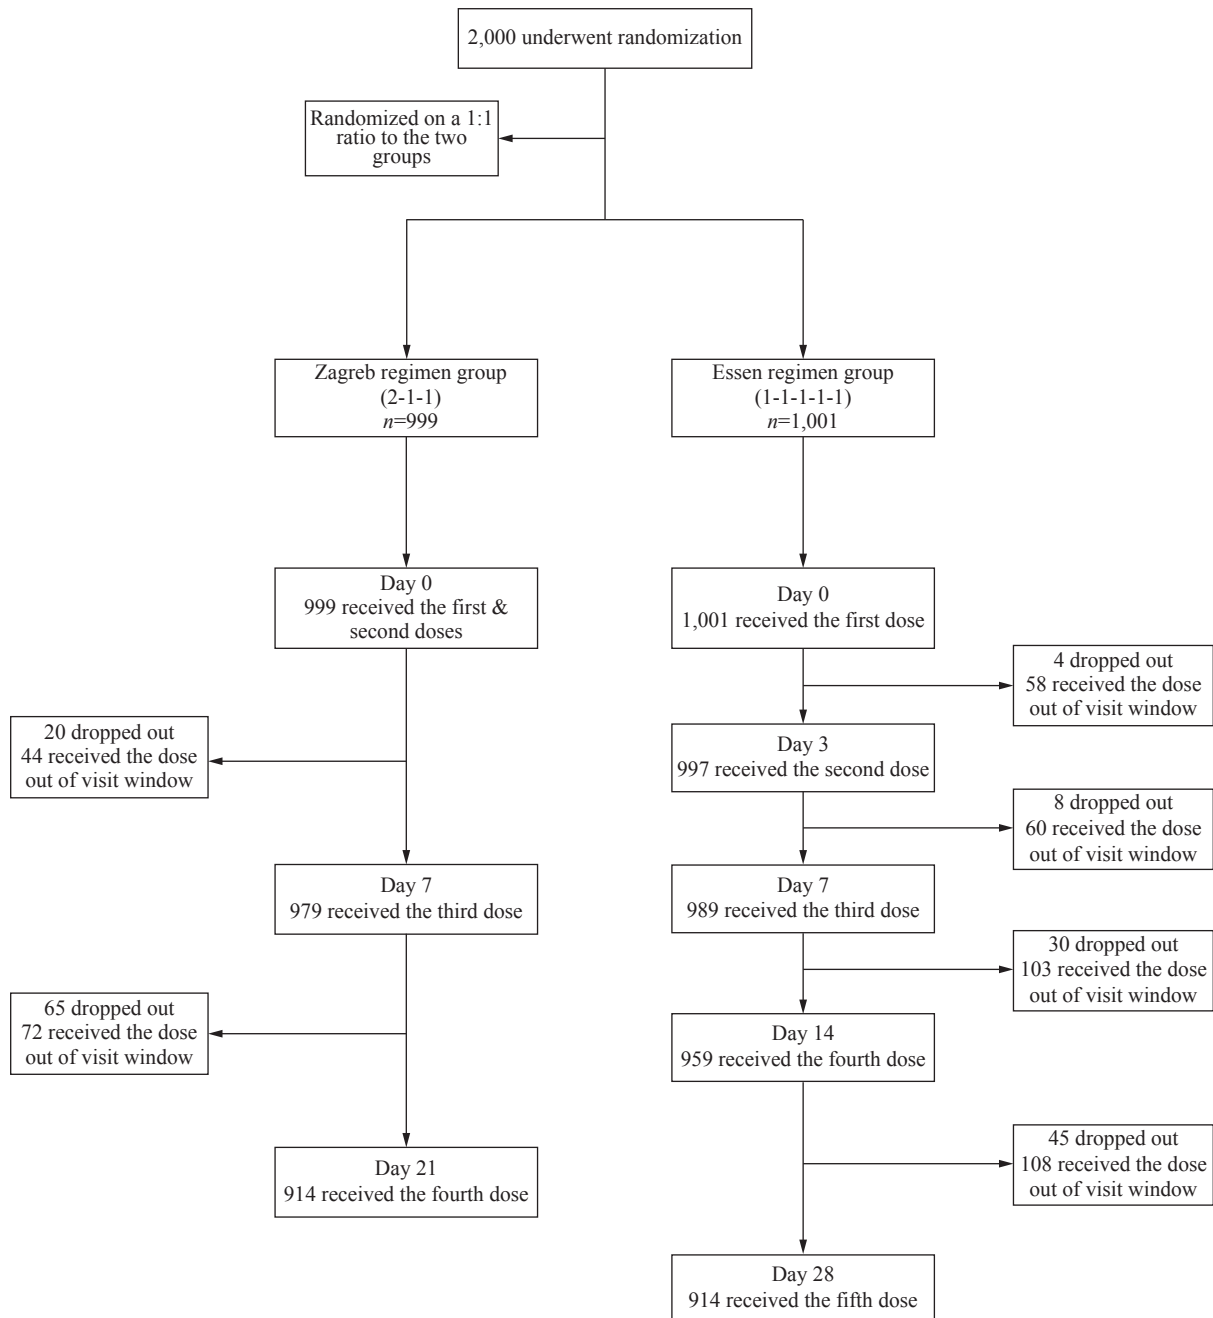 2,000 underwent randomization
Randomized on a 1:1
ratio to the two
groups
Zagreb regimen group
(2-1-1)
n=999
Essen regimen group
(1-1-1-1-1)
n=1,001
Day 0
999 received the first &
second doses
Day 0
1,001 received the first dose
4 dropped out
58 received the dose
out of visit window
20 dropped out
44 received the dose
out of visit window
Day 3
997 received the second dose
8 dropped out
60 received the dose
out of visit window
Day 7
979 received the third dose
Day 7
989 received the third dose
30 dropped out
103 received the dose
out of visit window
65 dropped out
72 received the dose
out of visit window
Day 14
959 received the fourth dose
45 dropped out
108 received the dose
out of visit window
Day 21
914 received the fourth dose
Day 28
914 received the fifth dose